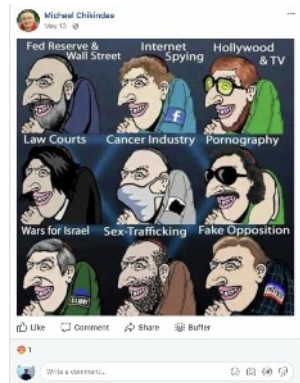 Michael Chikindas
May 13
Fed Reserve &
Wall Street
Internet
Spying
Hollywood
& TV
f
Law Courts
Cancer Industry
Pornography
Wars for Israel
Sex-Trafficking
Fake Opposition
Like
Comment
Share
Buffer
1
Write a comment...